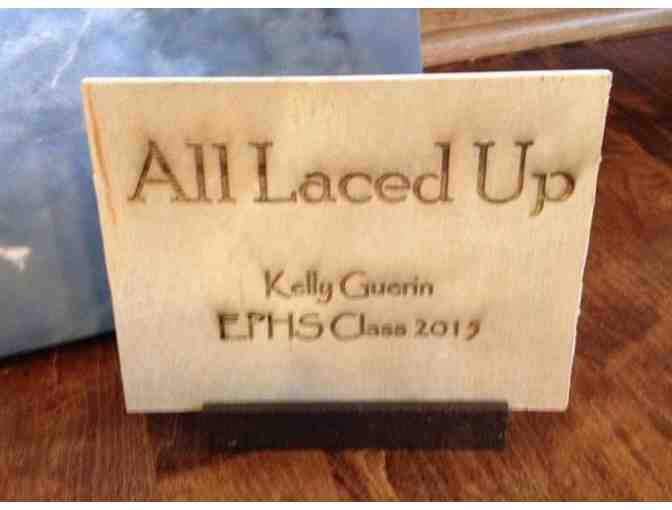 All Laced Up
Kelly Guerin
EPHS Class 2015